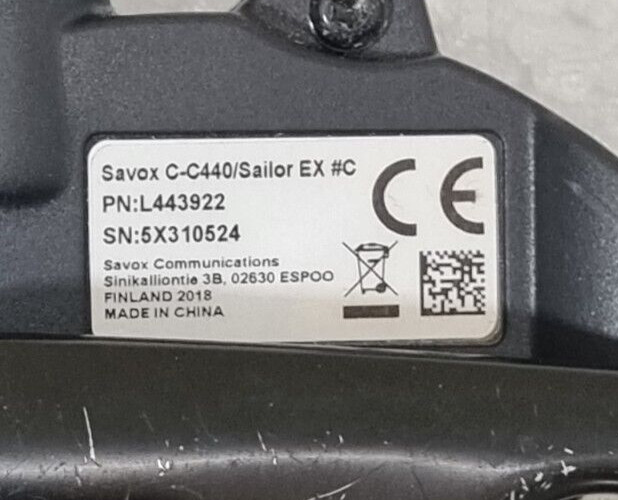 Savox C-C440/Sailor EX #C
PN:L443922
SN:5X310524
Savox Communications
Sinikalliontie 3B, 02630 ESPOO
FINLAND 2018
MADE IN CHINA
CE